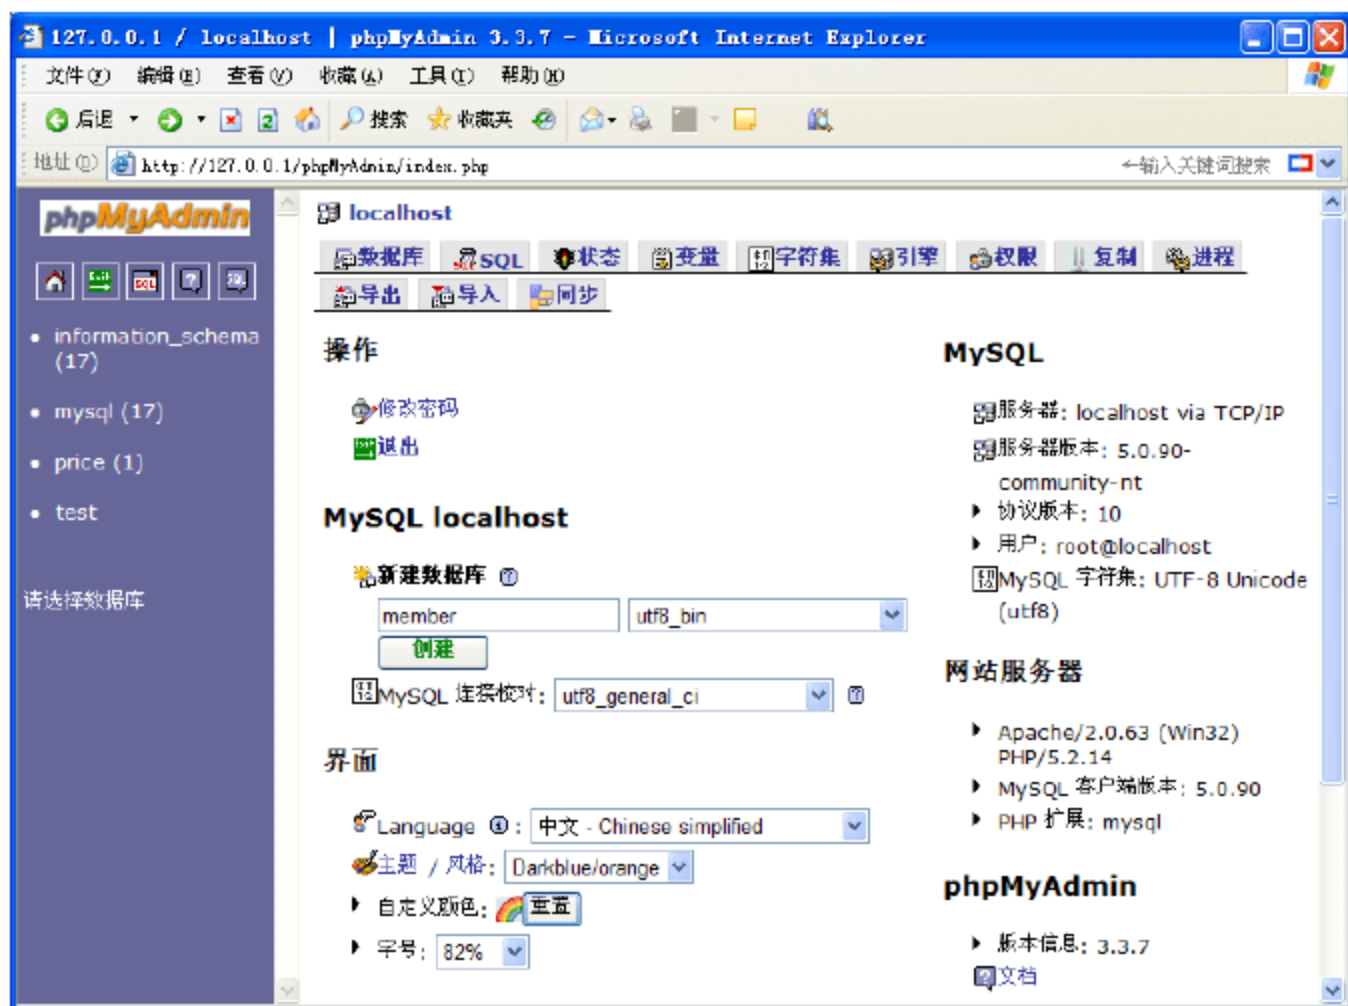 127.0.0.1 / localhost | phpMyAdmin 3.3.7 - Microsoft Internet Explorer
文件(F) 编辑(E) 查看(V) 收藏(A) 工具(T) 帮助(H)
后退 搜索 收藏夹
地址(D) http://127.0.0.1/phpMyAdmin/index.php ←输入关键词搜索
phpMyAdmin
SQL
information_schema
(17)
mysql (17)
price (1)
test
请选择数据库
localhost
数据库 SQL 状态 变量 字符集 引擎 权限 复制 进程
导出 导入 同步
操作
修改密码
退出
MySQL localhost
新建数据库
member utf8_bin
创建
MySQL 连接校对: utf8_general_ci
界面
Language : 中文 - Chinese simplified
主题 / 风格: Darkblue/orange
自定义颜色: 重置
字号: 82%
MySQL
服务器: localhost via TCP/IP
服务器版本: 5.0.90-
community-nt
协议版本: 10
用户: root@localhost
MySQL 字符集: UTF-8 Unicode
(utf8)
网站服务器
Apache/2.0.63 (Win32)
PHP/5.2.14
MySQL 客户端版本: 5.0.90
PHP 扩展: mysql
phpMyAdmin
版本信息: 3.3.7
文档